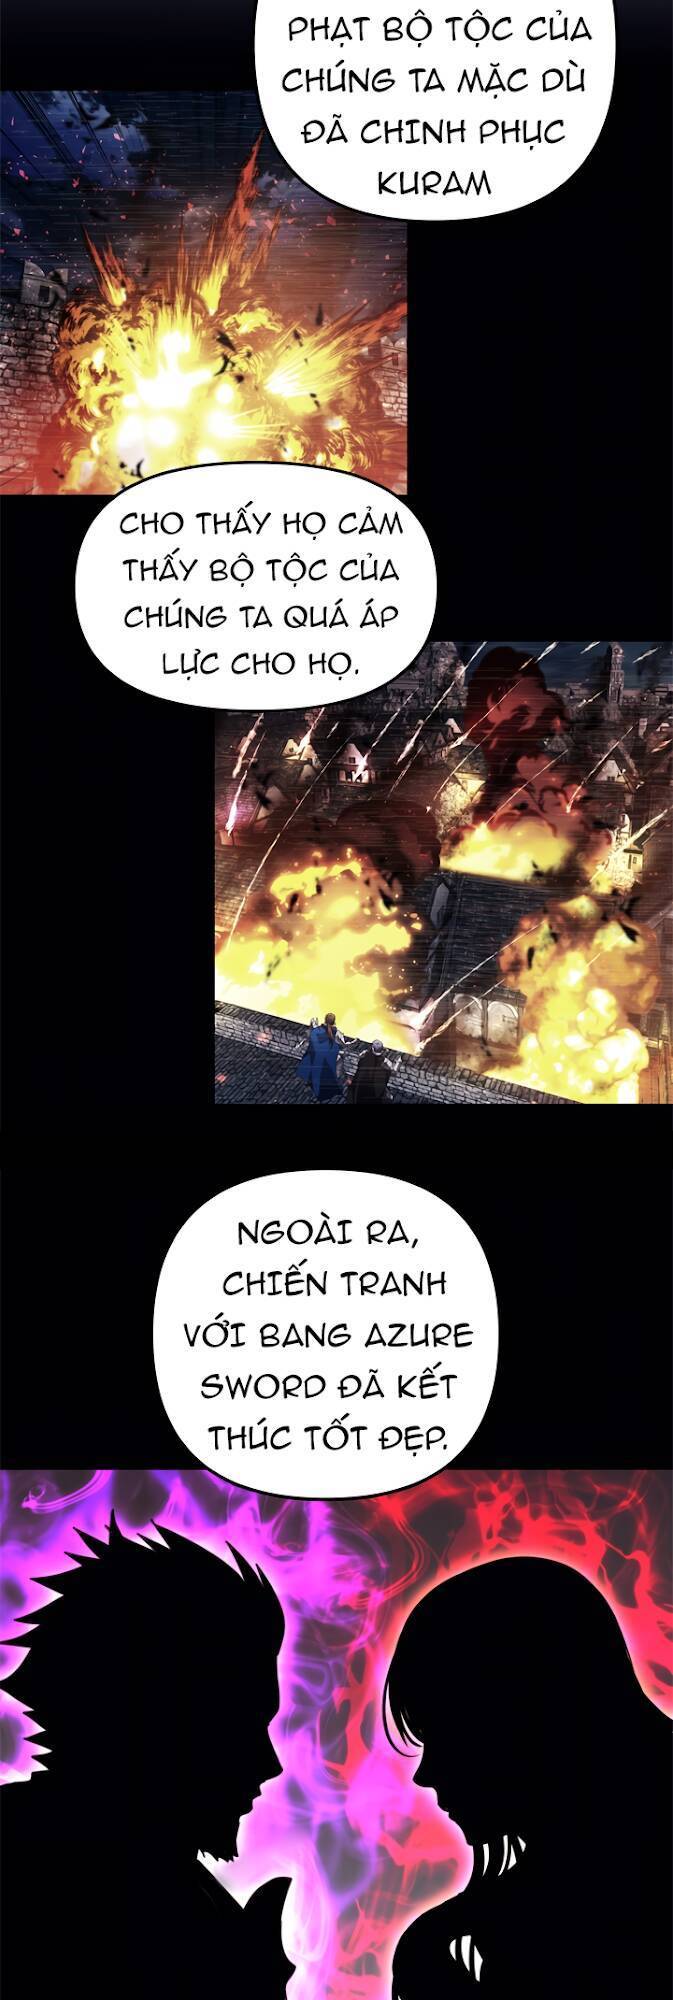 PHẠT BỘ TỘC CỦA
CHÚNG TA MẶC DÙ
ĐÃ CHINH PHỤC
KURAM
CHO THẤY HỌ CẢM
THẤY BỘ TỘC CỦA
CHÚNG TA QUÁ ÁP
LỰC CHO HỌ.
NGOÀI RA,
CHIẾN TRANH
VỚI BANG AZURE
SWORD ĐÃ KẾT
THÚC TỐT ĐẸP.